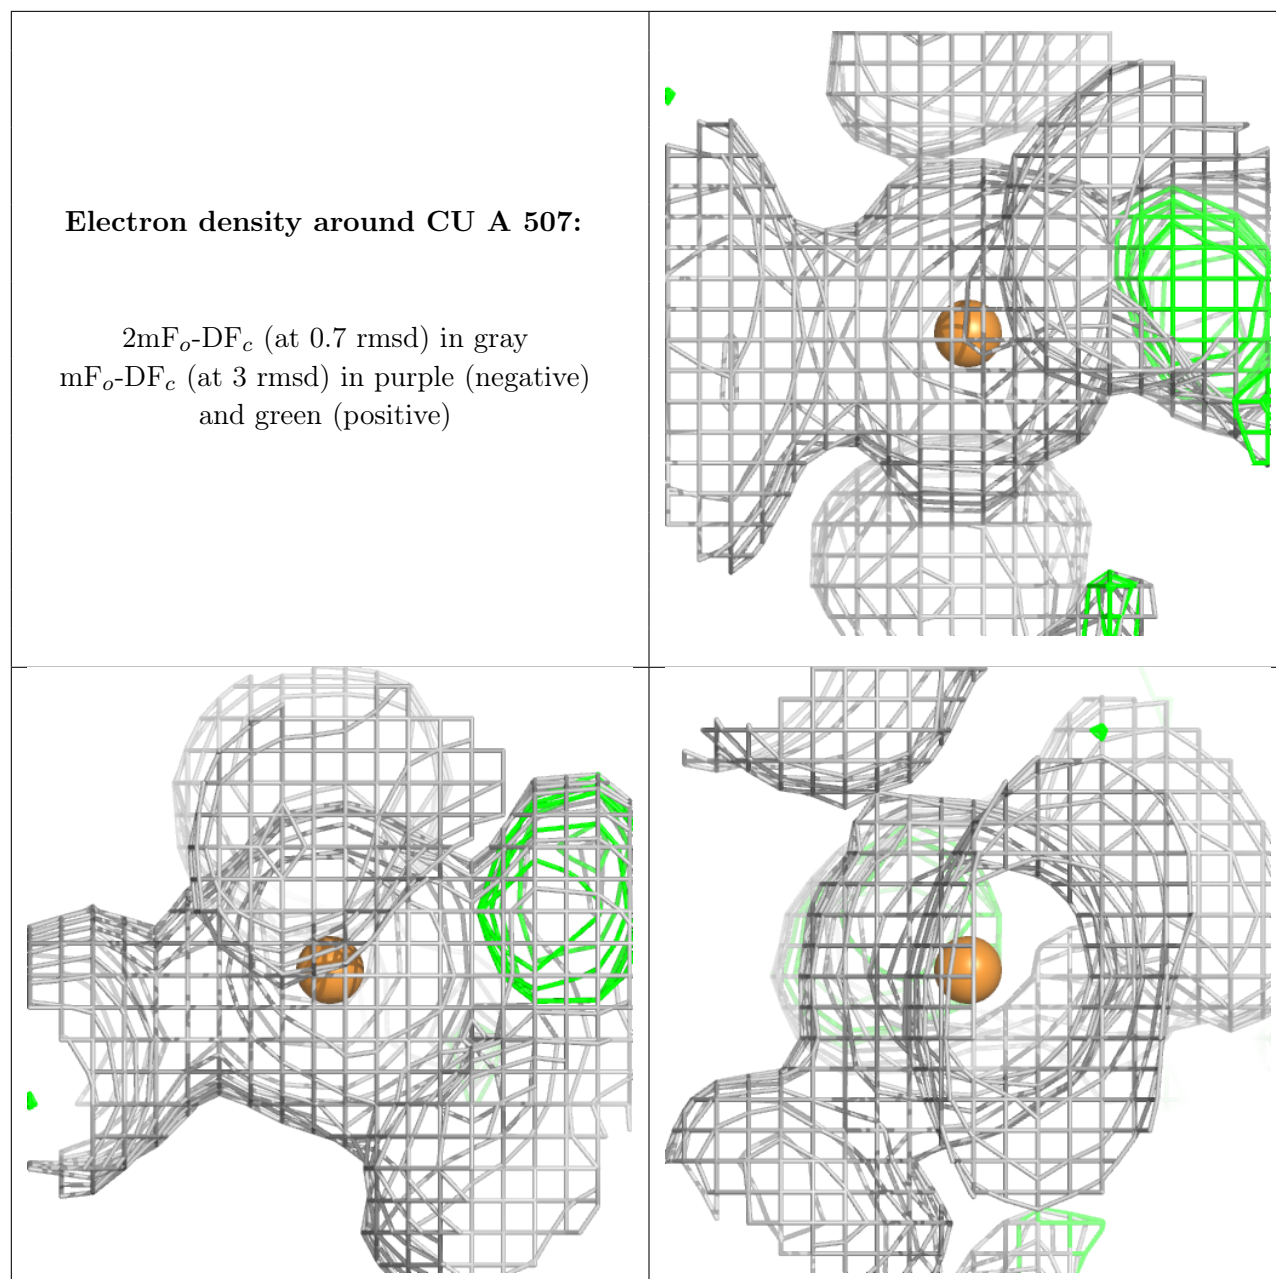 Electron density around CU A 507:
2mFo-DFc (at 0.7 rmsd) in gray
mFo-DFc (at 3 rmsd) in purple (negative)
and green (positive)